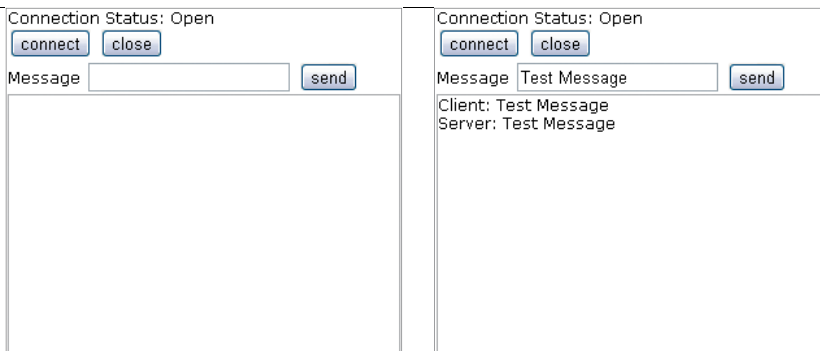 Connection Status: Open
connect close
Message send
Connection Status: Open
connect close
Message Test Message send
Client: Test Message
Server: Test Message